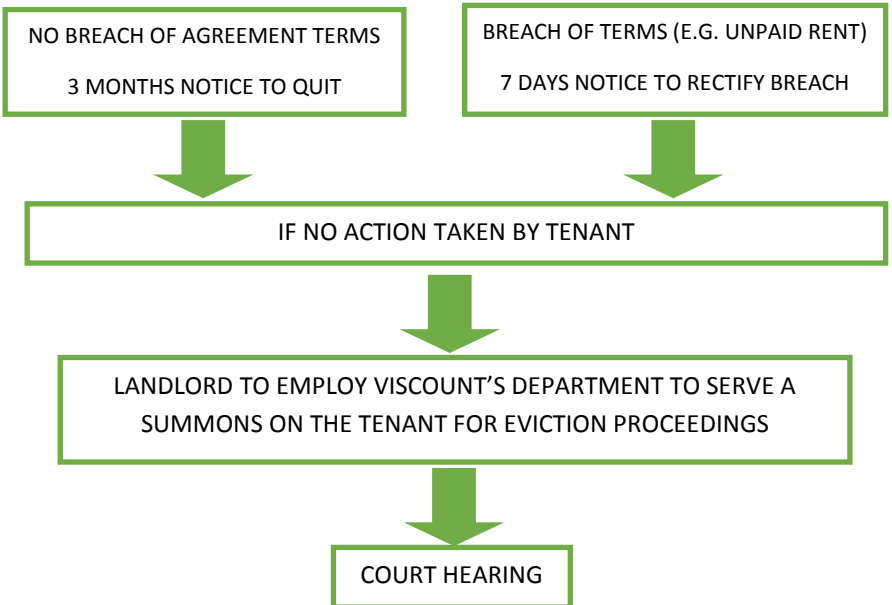 NO BREACH OF AGREEMENT TERMS
3 MONTHS NOTICE TO QUIT
BREACH OF TERMS (E.G. UNPAID RENT)
7 DAYS NOTICE TO RECTIFY BREACH
IF NO ACTION TAKEN BY TENANT
LANDLORD TO EMPLOY VISCOUNT’S DEPARTMENT TO SERVE A
SUMMONS ON THE TENANT FOR EVICTION PROCEEDINGS
COURT HEARING